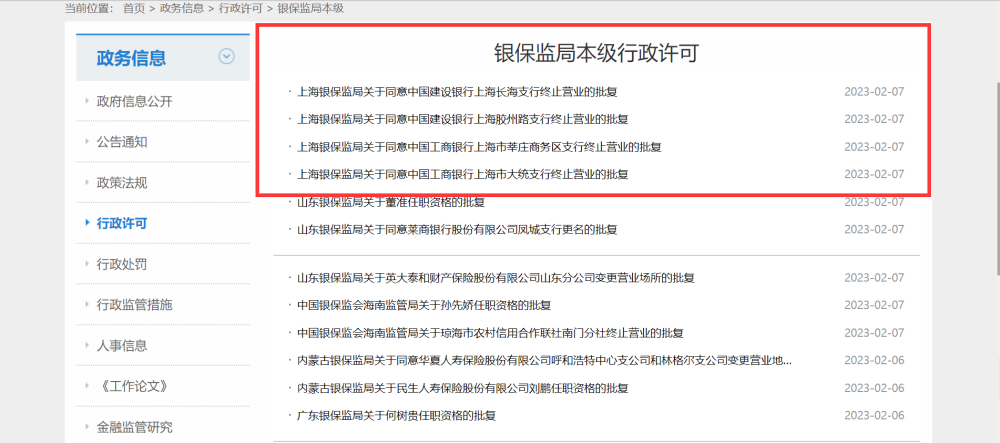 当前位置： 首页 > 政务信息 > 行政许可 > 银保监局本级
政务信息
政府信息公开
公告通知
政策法规
行政许可
行政处罚
行政监管措施
人事信息
《工作论文》
金融监管研究
银保监局本级行政许可
· 上海银保监局关于同意中国建设银行上海长海支行终止营业的批复 2023-02-07
· 上海银保监局关于同意中国建设银行上海胶州路支行终止营业的批复 2023-02-07
· 上海银保监局关于同意中国工商银行上海市莘庄商务区支行终止营业的批复 2023-02-07
· 上海银保监局关于同意中国工商银行上海市大统支行终止营业的批复 2023-02-07
· 山东银保监局关于董准任职资格的批复 2023-02-07
· 山东银保监局关于同意莱商银行股份有限公司凤城支行更名的批复 2023-02-07
· 山东银保监局关于英大泰和财产保险股份有限公司山东分公司变更营业场所的批复 2023-02-07
· 中国银保监会海南监管局关于孙先娇任职资格的批复 2023-02-07
· 中国银保监会海南监管局关于琼海市农村信用合作联社南门分社终止营业的批复 2023-02-07
· 内蒙古银保监局关于同意华夏人寿保险股份有限公司呼和浩特中心支公司和林格尔支公司变更营业地... 2023-02-06
· 内蒙古银保监局关于民生人寿保险股份有限公司刘鹏任职资格的批复 2023-02-06
· 广东银保监局关于何树贵任职资格的批复 2023-02-06